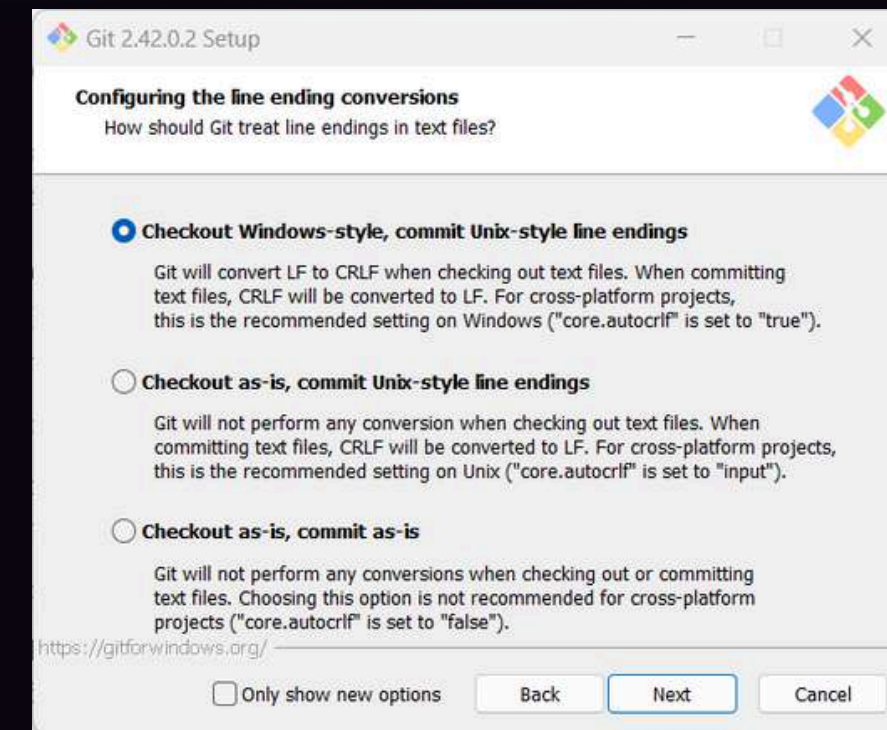 Git 2.42.0.2 Setup
Configuring the line ending conversions
How should Git treat line endings in text files?
Checkout Windows-style, commit Unix-style line endings
Git will convert LF to CRLF when checking out text files. When committing
text files, CRLF will be converted to LF. For cross-platform projects,
this is the recommended setting on Windows ("core.autocrlf" is set to "true").
Checkout as-is, commit Unix-style line endings
Git will not perform any conversion when checking out text files. When
committing text files, CRLF will be converted to LF. For cross-platform projects,
this is the recommended setting on Unix ("core.autocrlf" is set to "input").
Checkout as-is, commit as-is
Git will not perform any conversions when checking out or committing
text files. Choosing this option is not recommended for cross-platform
projects ("core.autocrlf" is set to "false").
https://gitforwindows.org/
Only show new options Back Next Cancel